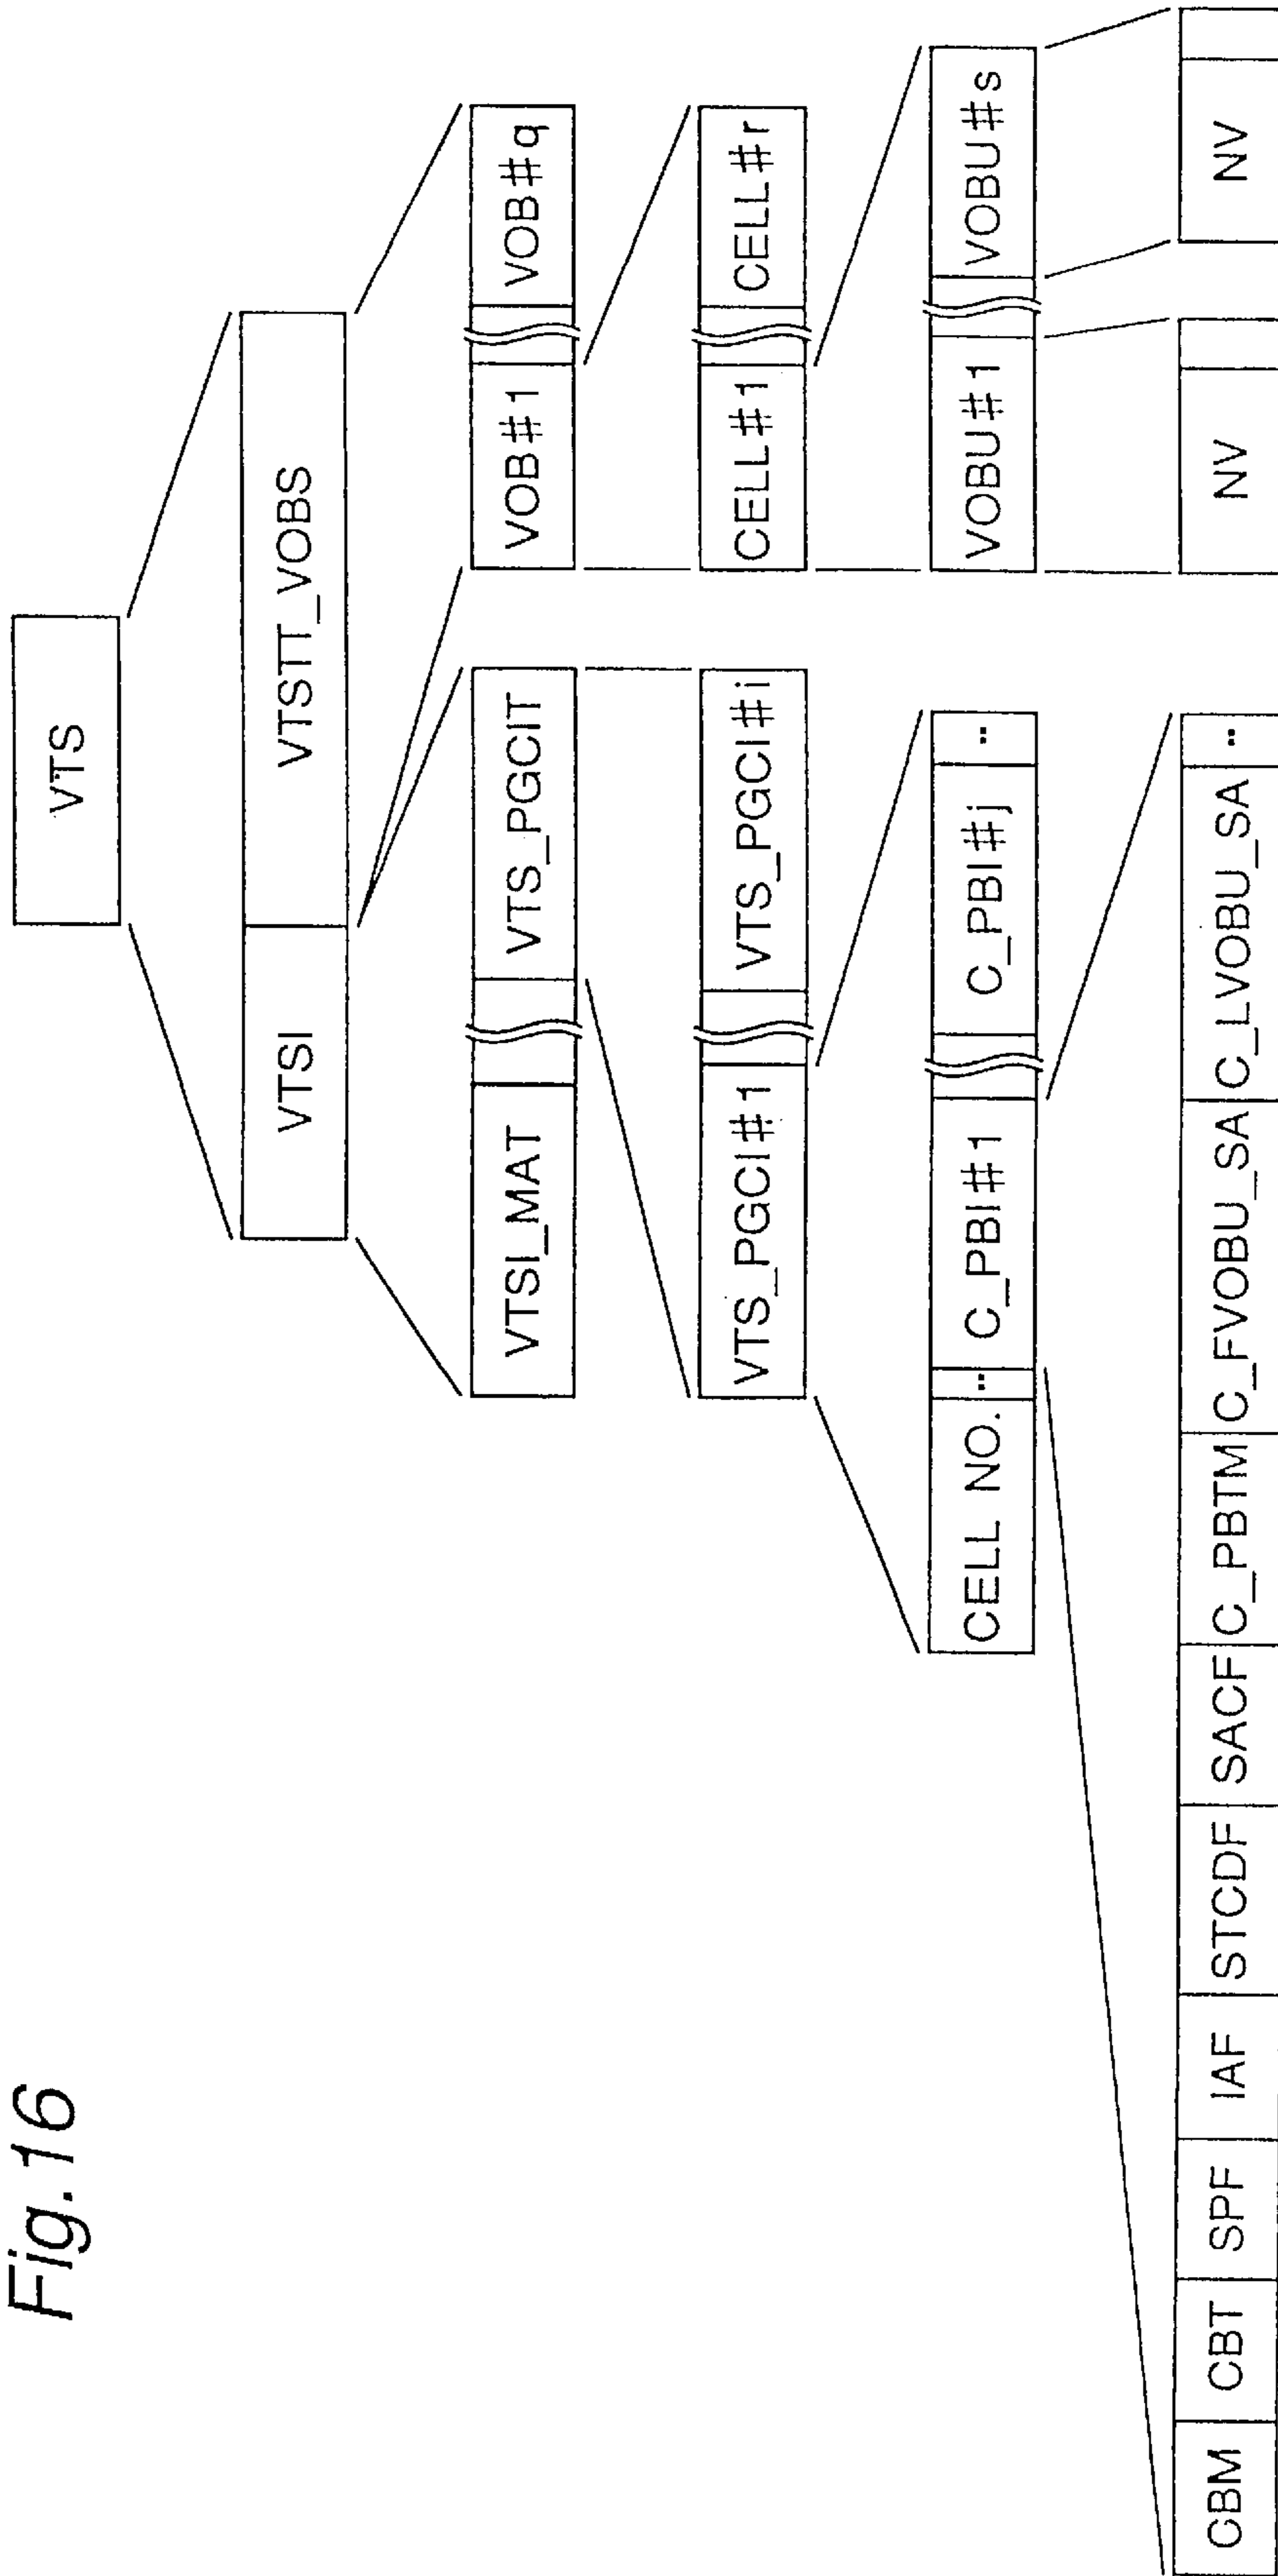 Fig.16
VTS
VTSI VTSTT_VOBS
VTSI_MAT VTS_PGCIT VOB#1 VOB#q
VTS_PGCI#1 VTS_PGCI#i CELL#1 CELL#r
CELL NO. .. C_PBI#1 C_PBI#j .. VOBU#1 VOBU#s
CBM CBT SPF IAF STCDF SACF C_PBTM C_FVOBU_SA C_LVOBU_SA .. NV NV